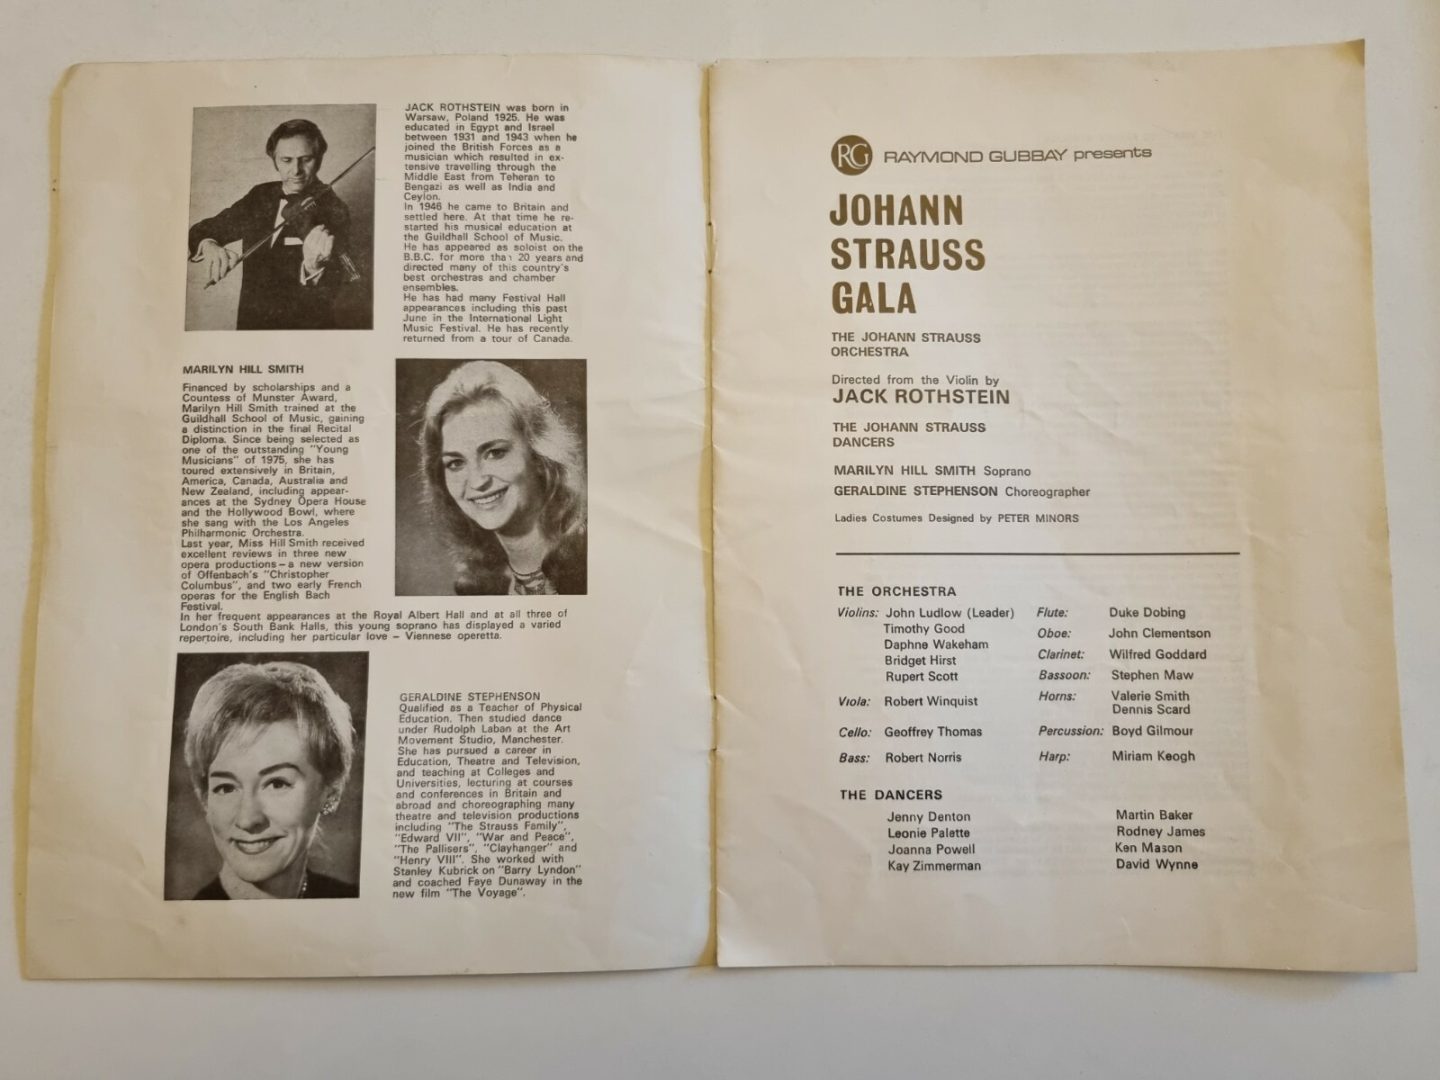 JACK ROTHSTEIN was born in
Warsaw, Poland 1925. He was
educated in Egypt and Israel
between 1931 and 1943 when he
joined the British Forces as a
musician which resulted in ex-
tensive travelling through the
Middle East from Teheran to
Bengazi as well as India and
Ceylon.
In 1946 he came to Britain and
settled here. At that time he re-
started his musical education at
the Guildhall School of Music.
He has appeared as soloist on the
B.B.C. for more than 20 years and
directed many of this country's
best orchestras and chamber
ensembles.
He has had many Festival Hall
appearances including this past
June in the International Light
Music Festival. He has recently
returned from a tour of Canada.
MARILYN HILL SMITH
Financed by scholarships and a
Countess of Munster Award,
Marilyn Hill Smith trained at the
Guildhall School of Music, gaining
a distinction in the final Recital
Diploma. Since being selected as
one of the outstanding "Young
Musicians" of 1975, she has
toured extensively in Britain,
America, Canada, Australia and
New Zealand, including appear-
ances at the Sydney Opera House
and the Hollywood Bowl, where
she sang with the Los Angeles
Philharmonic Orchestra.
Last year, Miss Hill Smith received
excellent reviews in three new
opera productions – a new version
of Offenbach's "Christopher
Columbus", and two early French
operas for the English Bach
Festival.
In her frequent appearances at the Royal Albert Hall and at all three of
London's South Bank Halls, this young soprano has displayed a varied
repertoire, including her particular love – Viennese operetta.
GERALDINE STEPHENSON
Qualified as a Teacher of Physical
Education. Then studied dance
under Rudolph Laban at the Art
Movement Studio, Manchester.
She has pursued a career in
Education, Theatre and Television,
and teaching at Colleges and
Universities, lecturing at courses
and conferences in Britain and
abroad and choreographing many
theatre and television productions
including "The Strauss Family",
"Edward VII", "War and Peace",
"The Pallisers", "Clayhanger" and
"Henry VIII". She worked with
Stanley Kubrick on "Barry Lyndon"
and coached Faye Dunaway in the
new film "The Voyage".
RG RAYMOND GUBBAY presents
JOHANN
STRAUSS
GALA
THE JOHANN STRAUSS
ORCHESTRA
Directed from the Violin by
JACK ROTHSTEIN
THE JOHANN STRAUSS
DANCERS
MARILYN HILL SMITH Soprano
GERALDINE STEPHENSON Choreographer
Ladies Costumes Designed by PETER MINORS
THE ORCHESTRA
Violins: John Ludlow (Leader)
Timothy Good
Daphne Wakeham
Bridget Hirst
Rupert Scott
Viola: Robert Winquist
Cello: Geoffrey Thomas
Bass: Robert Norris
Flute: Duke Dobing
Oboe: John Clementson
Clarinet: Wilfred Goddard
Bassoon: Stephen Maw
Horns: Valerie Smith
Dennis Scard
Percussion: Boyd Gilmour
Harp: Miriam Keogh
THE DANCERS
Jenny Denton
Leonie Palette
Joanna Powell
Kay Zimmerman
Martin Baker
Rodney James
Ken Mason
David Wynne